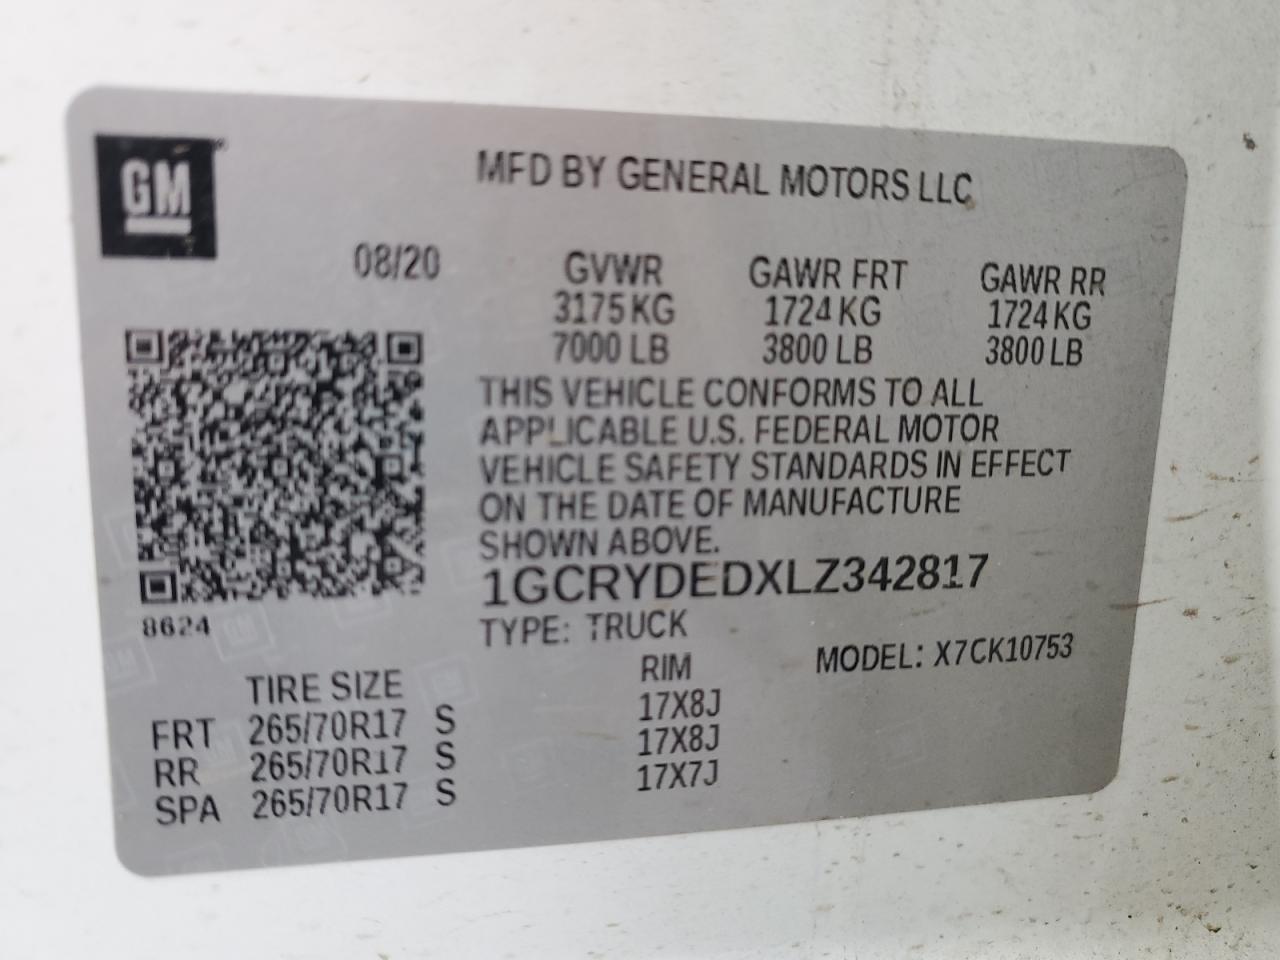 GM
MFD BY GENERAL MOTORS LLC
08/20 GVWR GAWR FRT GAWR RR
3175 KG 1724 KG 1724 KG
7000 LB 3800 LB 3800 LB
THIS VEHICLE CONFORMS TO ALL
APPLICABLE U.S. FEDERAL MOTOR
VEHICLE SAFETY STANDARDS IN EFFECT
ON THE DATE OF MANUFACTURE
SHOWN ABOVE.
1GCRYDEDXLZ342817
8624
TYPE: TRUCK MODEL: X7CK10753
TIRE SIZE RIM
FRT 265/70R17 S 17X8J
RR 265/70R17 S 17X8J
SPA 265/70R17 S 17X7J